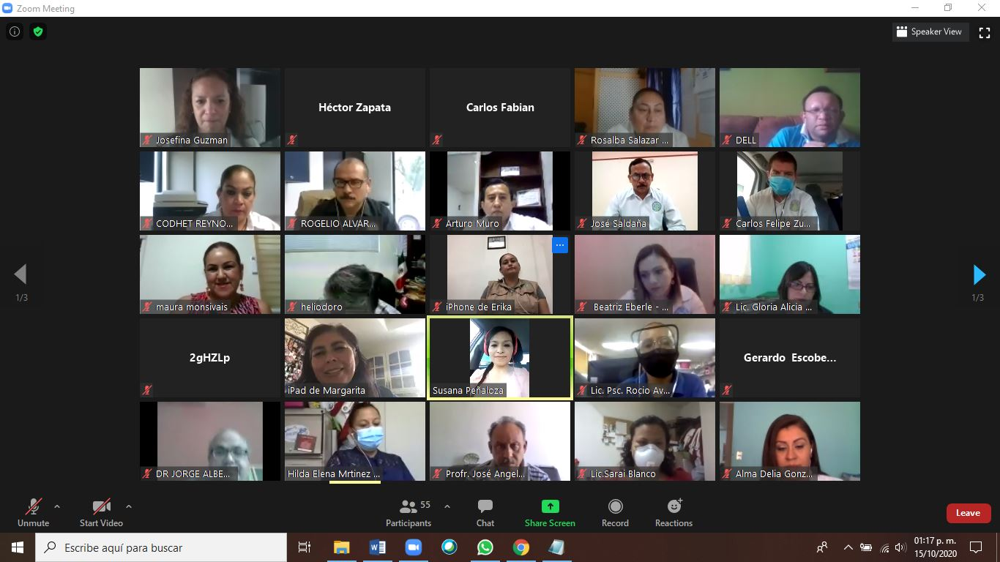 Zoom Meeting
Speaker View
Josefina Guzman
Héctor Zapata
Carlos Fabian
Rosalba Salazar ...
DELL
CODHET REYNO...
ROGELIO ALVAR...
Arturo Muro
José Saldaña
Carlos Felipe Zu...
maura monsivais
heliodoro
iPhone de Erika
Beatriz Eberle - ...
Lic. Gloria Alicia ...
1/3
1/3
2gHZLp
iPad de Margarita
Susana Peñaloza
Lic. Psc. Rocio Av...
Gerardo Escobe...
DR JORGE ALBE...
Hilda Elena Mrtinez ...
Profr. José Angel...
Lic.Sarai Blanco
Alma Delia Gonz...
Unmute
Start Video
55
Participants
Chat
Share Screen
Record
Reactions
Leave
Escribe aquí para buscar
01:17 p. m.
15/10/2020